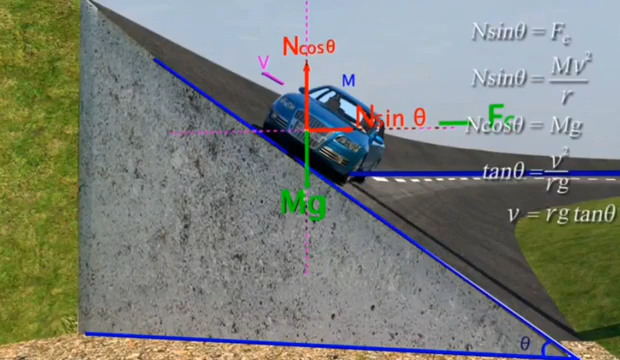 Nsinθ = Fc
Ncosθ
V
Nsinθ = Mv²/r
M
Nsin θ
Fc
Ncosθ = Mg
Mg
tanθ = v²/rg
v = rg tanθ
θ